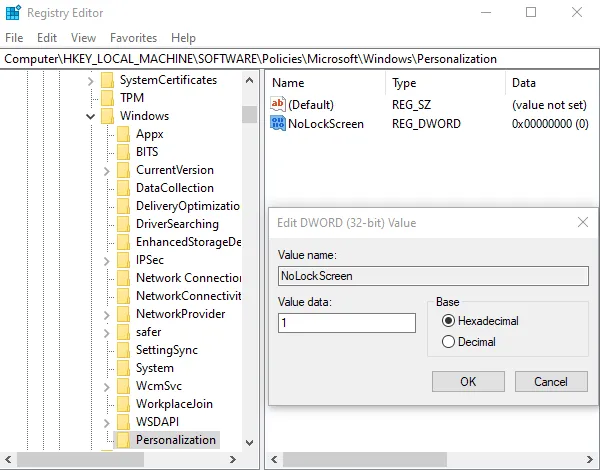 Registry Editor
File Edit View Favorites Help
Computer\HKEY_LOCAL_MACHINE\SOFTWARE\Policies\Microsoft\Windows\Personalization
SystemCertificates
TPM
Windows
Appx
BITS
CurrentVersion
DataCollection
DeliveryOptimizatio
DriverSearching
EnhancedStorageDe
IPSec
Network Connection
NetworkConnectivit
NetworkProvider
safer
SettingSync
System
WcmSvc
WorkplaceJoin
WSDAPI
Personalization
Name Type Data
ab (Default) REG_SZ (value not set)
NoLockScreen REG_DWORD 0x00000000 (0)
Edit DWORD (32-bit) Value
Value name:
NoLockScreen
Value data:
1
Base
Hexadecimal
Decimal
OK Cancel